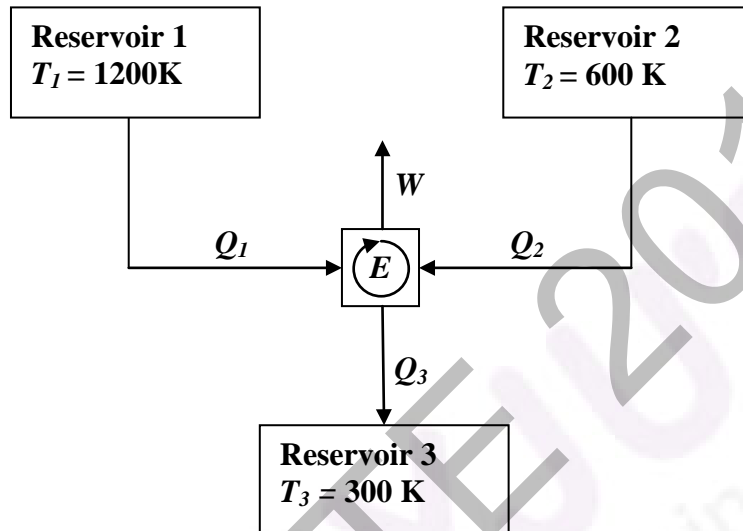 Reservoir 1
T1 = 1200K
Reservoir 2
T2 = 600 K
W
Q1
E
Q2
Q3
Reservoir 3
T3 = 300 K